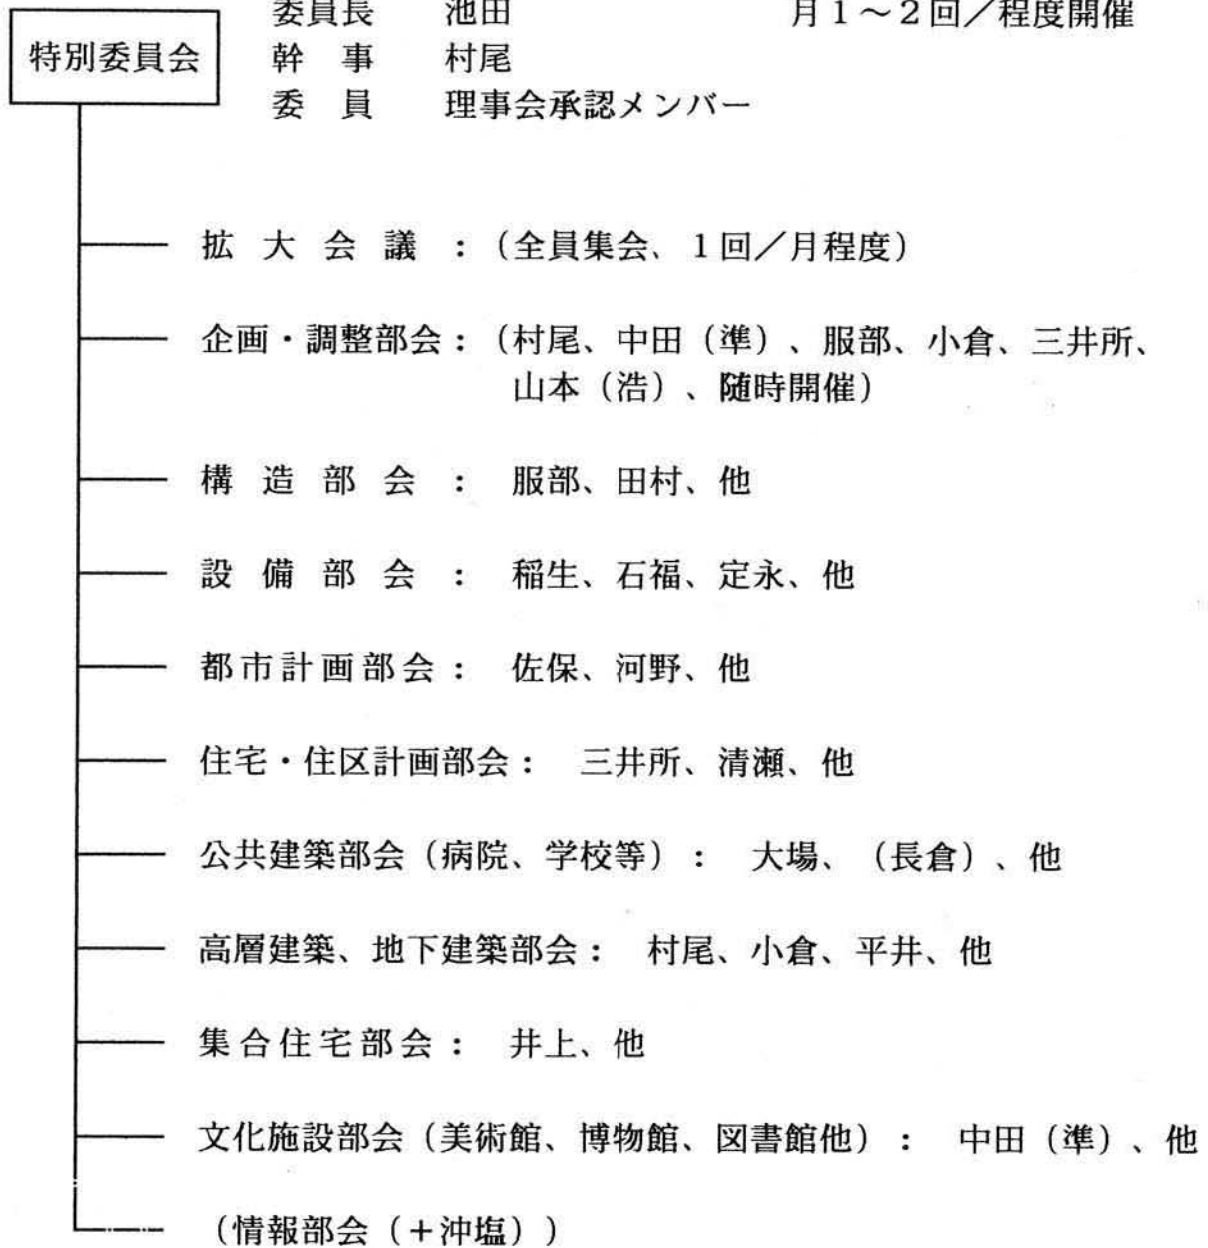 委員長　池田　月１～２回／程度開催
特別委員会　幹　事　村尾
委　員　理事会承認メンバー
拡　大　会　議　：（全員集会、１回／月程度）
企画・調整部会：（村尾、中田（準）、服部、小倉、三井所、
山本（浩）、随時開催）
構　造　部　会　：　服部、田村、他
設　備　部　会　：　稲生、石福、定永、他
都市計画部会：　佐保、河野、他
住宅・住区計画部会：　三井所、清瀬、他
公共建築部会（病院、学校等）：　大場、（長倉）、他
高層建築、地下建築部会：　村尾、小倉、平井、他
集合住宅部会：　井上、他
文化施設部会（美術館、博物館、図書館他）：　中田（準）、他
（情報部会（＋沖塩））